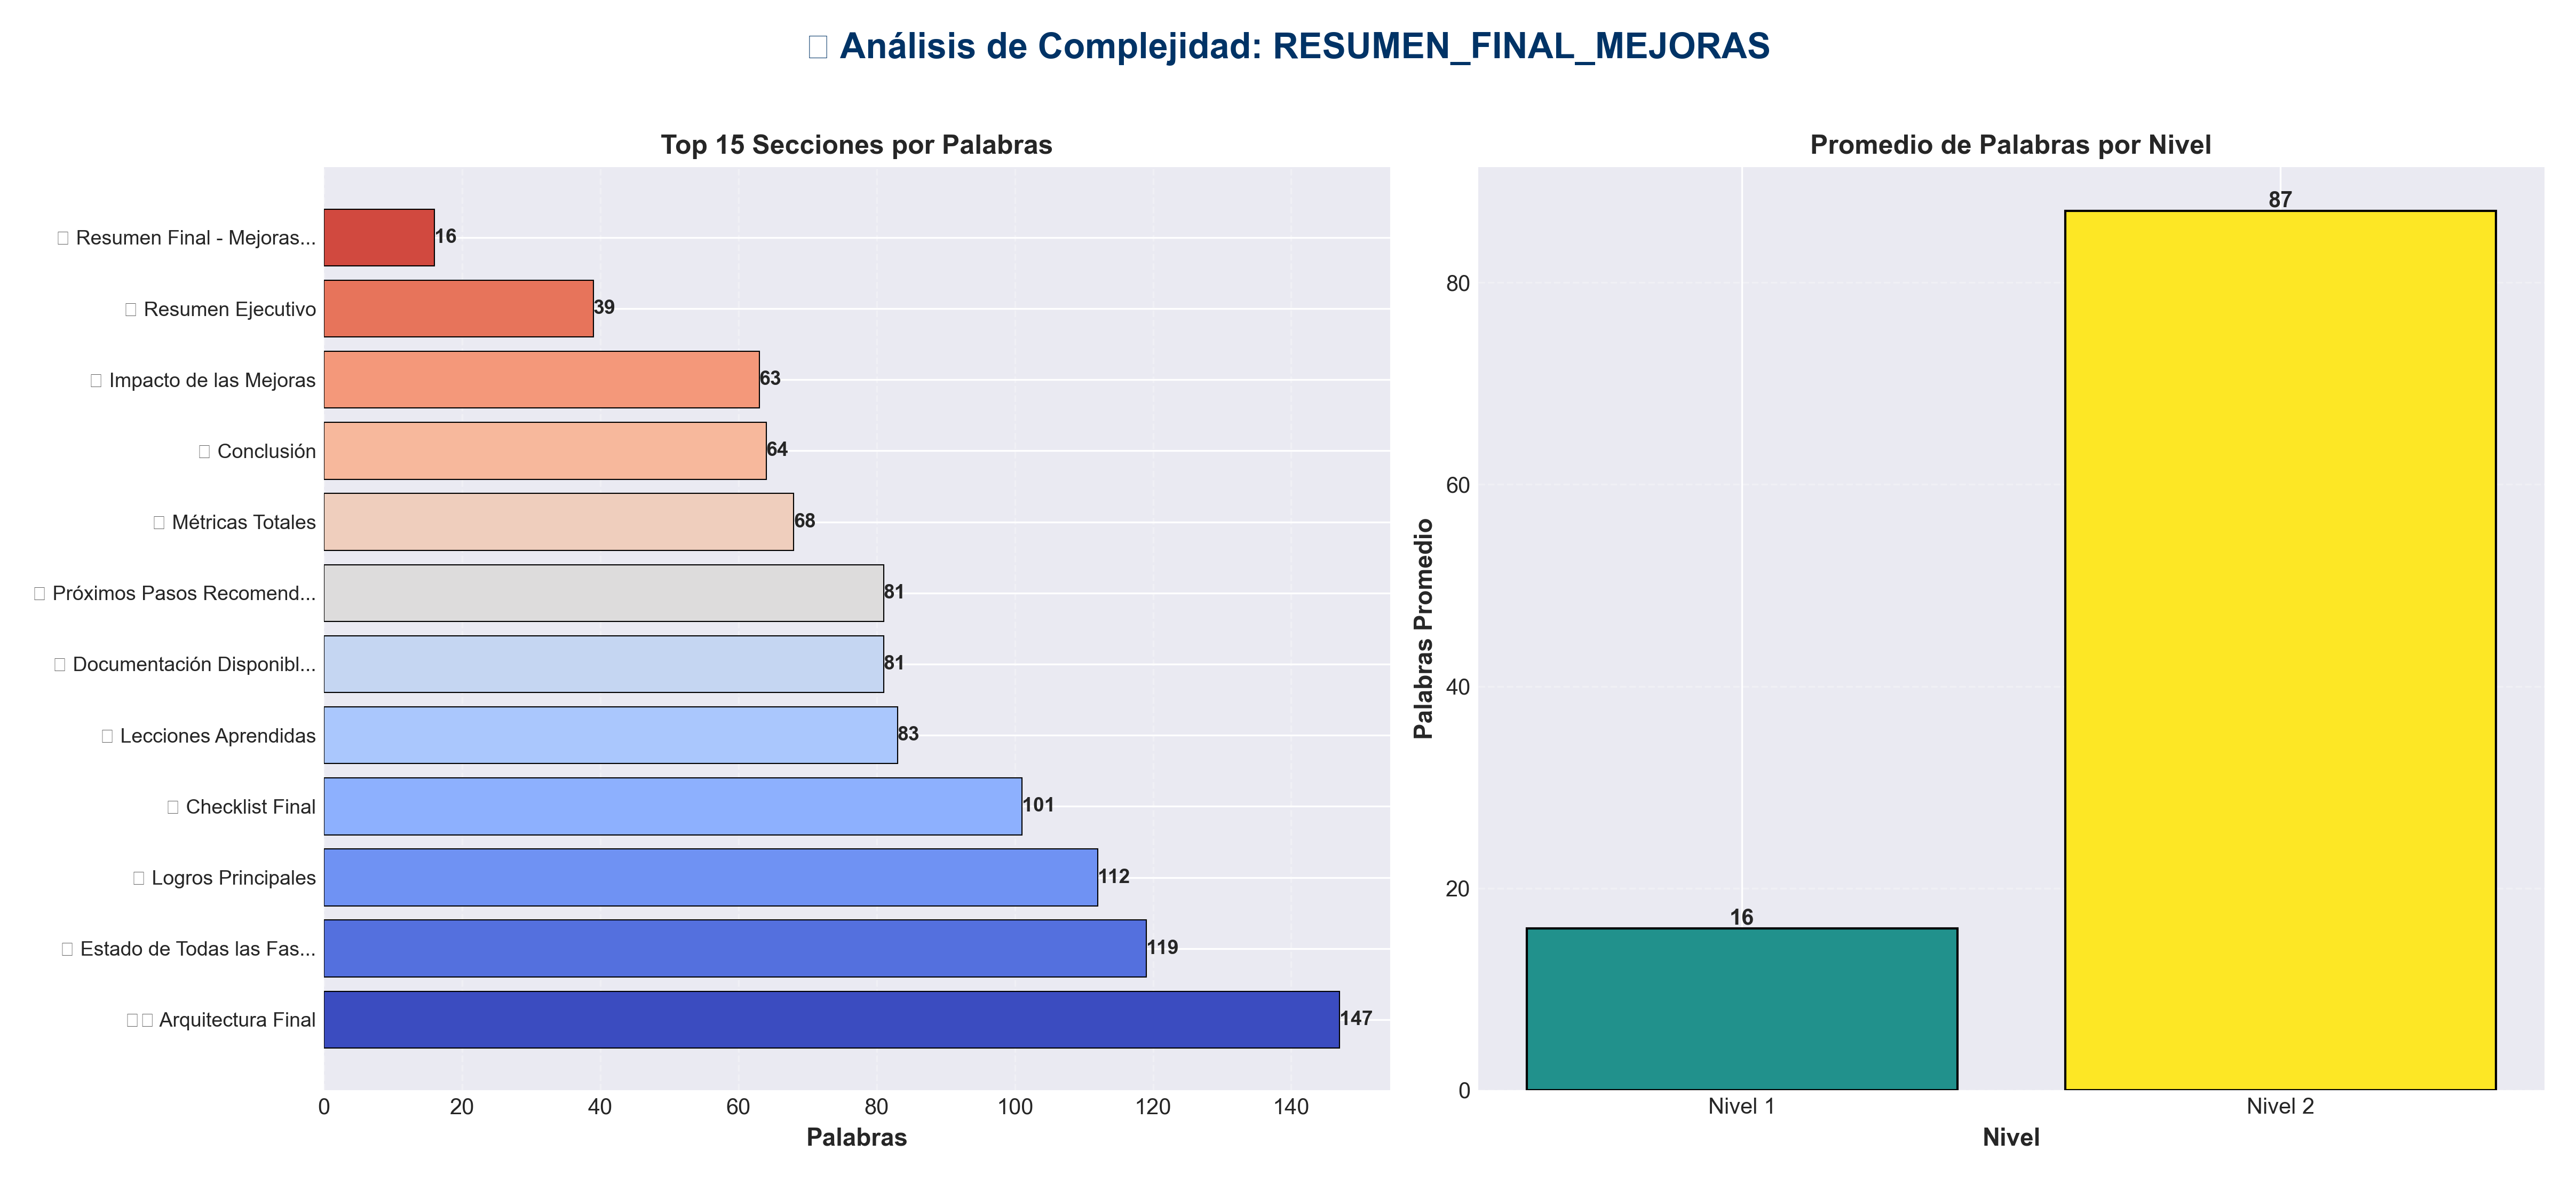 Análisis de Complejidad: RESUMEN_FINAL_MEJORAS
Top 15 Secciones por Palabras
Resumen Final - Mejoras...
16
Resumen Ejecutivo
39
Impacto de las Mejoras
63
Conclusión
64
Métricas Totales
68
Próximos Pasos Recomend...
81
Documentación Disponibl...
81
Lecciones Aprendidas
83
Checklist Final
101
Logros Principales
112
Estado de Todas las Fas...
119
Arquitectura Final
147
0 20 40 60 80 100 120 140
Palabras
Promedio de Palabras por Nivel
Palabras Promedio
80
60
40
20
0
16
87
Nivel 1 Nivel 2
Nivel